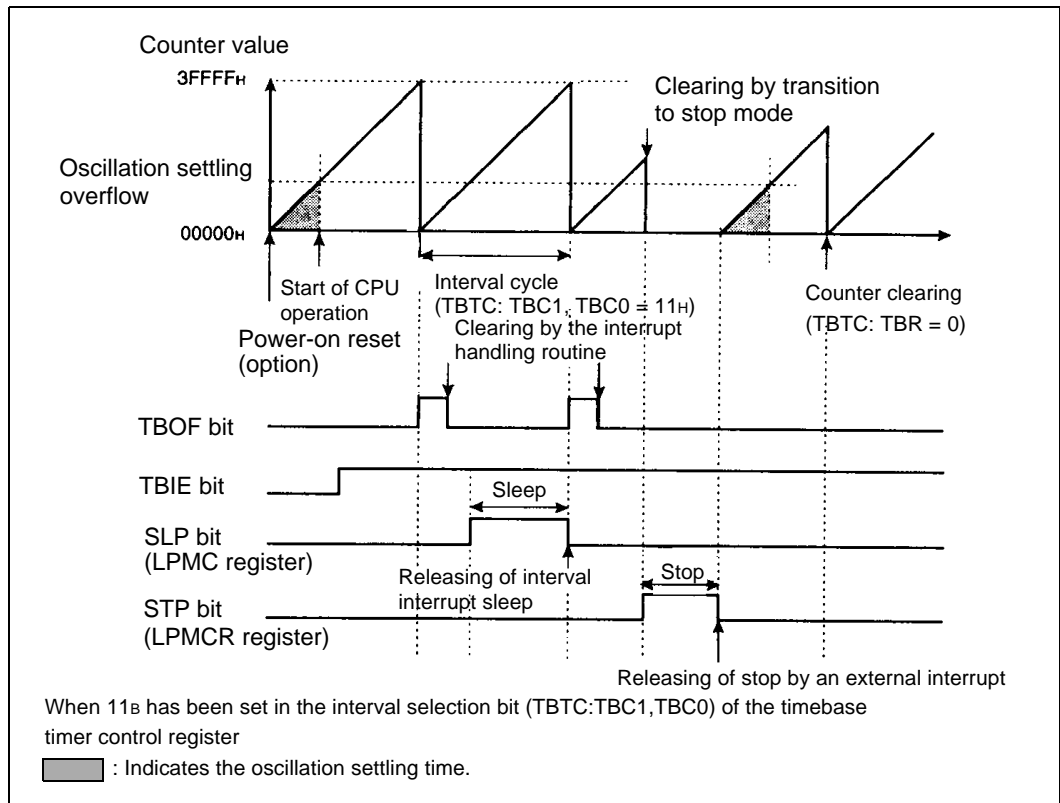 Counter value
3FFFFH
Clearing by transition
to stop mode
Oscillation settling
overflow
00000H
Start of CPU
operation
Interval cycle
(TBTC: TBC1, TBC0 = 11H)
Counter clearing
(TBTC: TBR = 0)
Power-on reset
(option)
Clearing by the interrupt
handling routine
TBOF bit
TBIE bit
Sleep
SLP bit
(LPMC register)
Releasing of interval
interrupt sleep
Stop
STP bit
(LPMCR register)
Releasing of stop by an external interrupt
When 11B has been set in the interval selection bit (TBTC:TBC1,TBC0) of the timebase
timer control register
: Indicates the oscillation settling time.